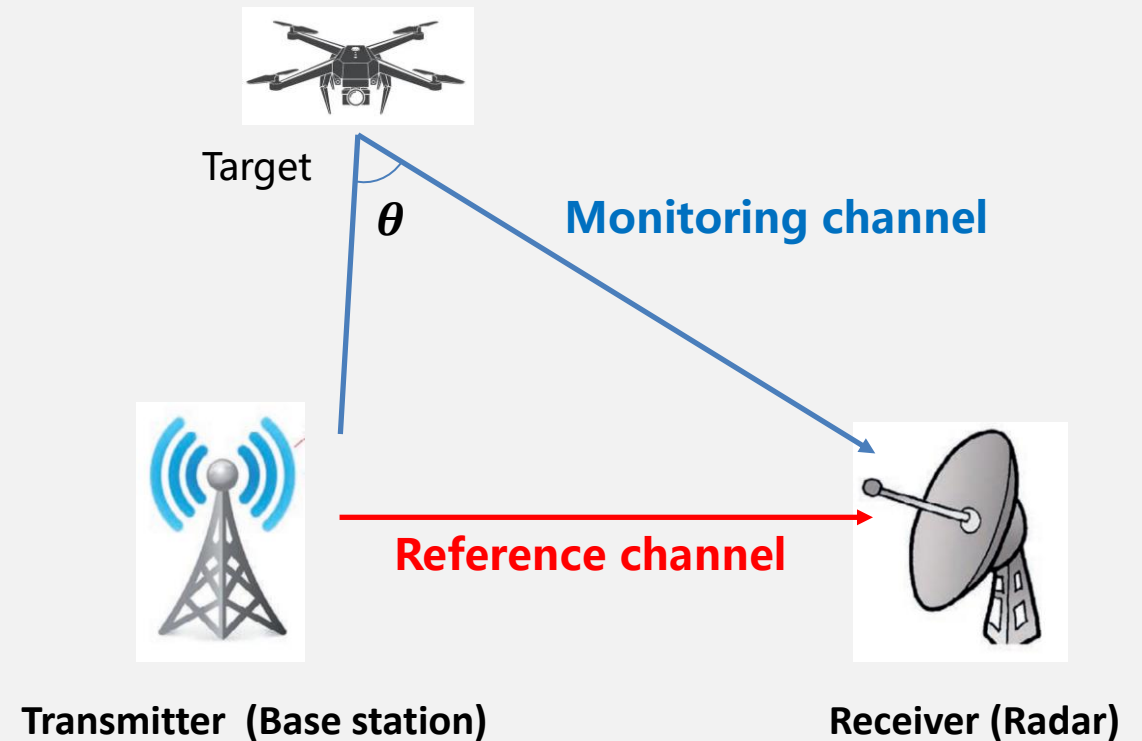 Target
θ
Monitoring channel
Reference channel
Transmitter (Base station)
Receiver (Radar)